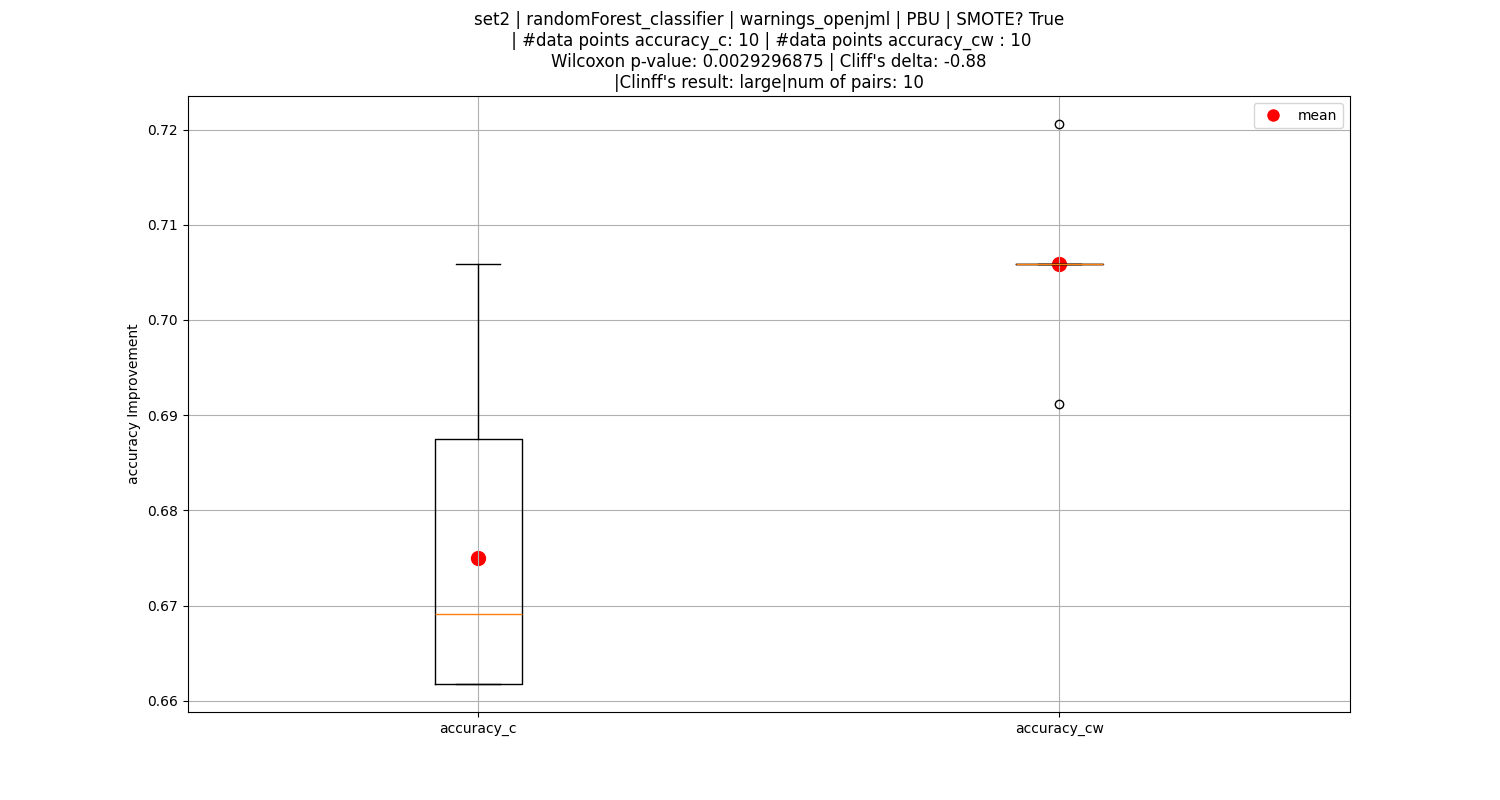 set2 | randomForest_classifier | warnings_openjml | PBU | SMOTE? True
| #data points accuracy_c: 10 | #data points accuracy_cw : 10
Wilcoxon p-value: 0.0029296875 | Cliff's delta: -0.88
|Clinff's result: large|num of pairs: 10
mean
0.72
0.71
0.70
0.69
0.68
0.67
0.66
accuracy Improvement
accuracy_c
accuracy_cw